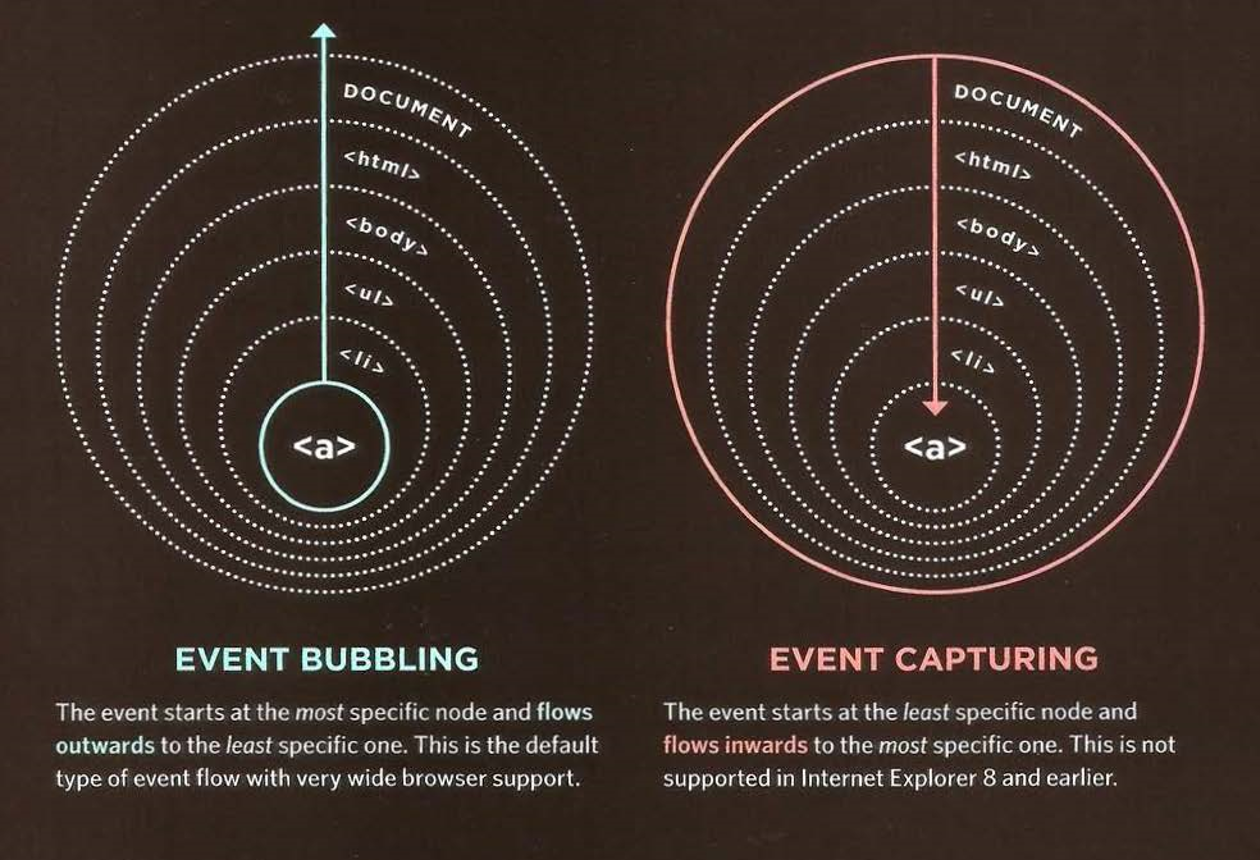 DOCUMENT
<html>
<body>
<ul>
<li>
<a>
EVENT BUBBLING
The event starts at the most specific node and flows
outwards to the least specific one. This is the default
type of event flow with very wide browser support.
DOCUMENT
<html>
<body>
<ul>
<li>
<a>
EVENT CAPTURING
The event starts at the least specific node and
flows inwards to the most specific one. This is not
supported in Internet Explorer 8 and earlier.